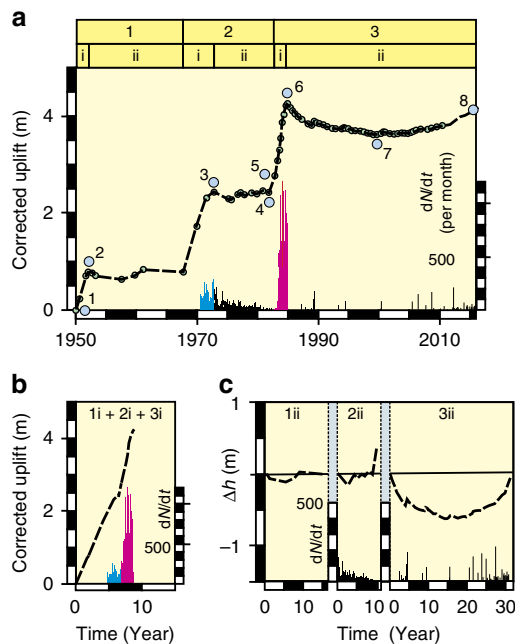 a
1 2 3
i ii i ii i ii
Corrected uplift (m)
4
2
0
1 2 3 4 5 6 7 8
dN/dt
(per month)
500
1950 1970 1990 2010
b
1i + 2i + 3i
Corrected uplift (m)
4
2
0
dN/dt
500
0 10
Time (Year)
c
1ii 2ii 3ii
Δh (m)
1
0
−1
500
dN/dt
0 10 0 10 0 10 20 30
Time (Year)